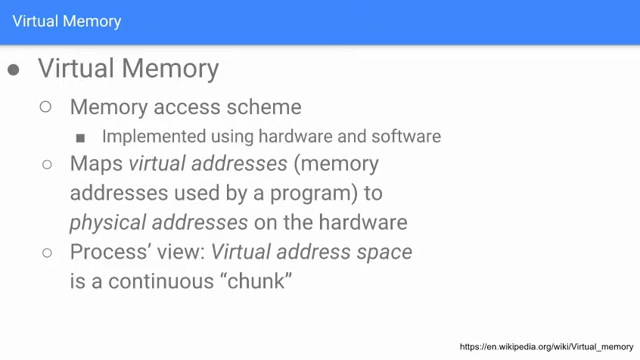 Virtual Memory
● Virtual Memory
○ Memory access scheme
■ Implemented using hardware and software
○ Maps virtual addresses (memory
addresses used by a program) to
physical addresses on the hardware
○ Process’ view: Virtual address space
is a continuous “chunk”
https://en.wikipedia.org/wiki/Virtual_memory